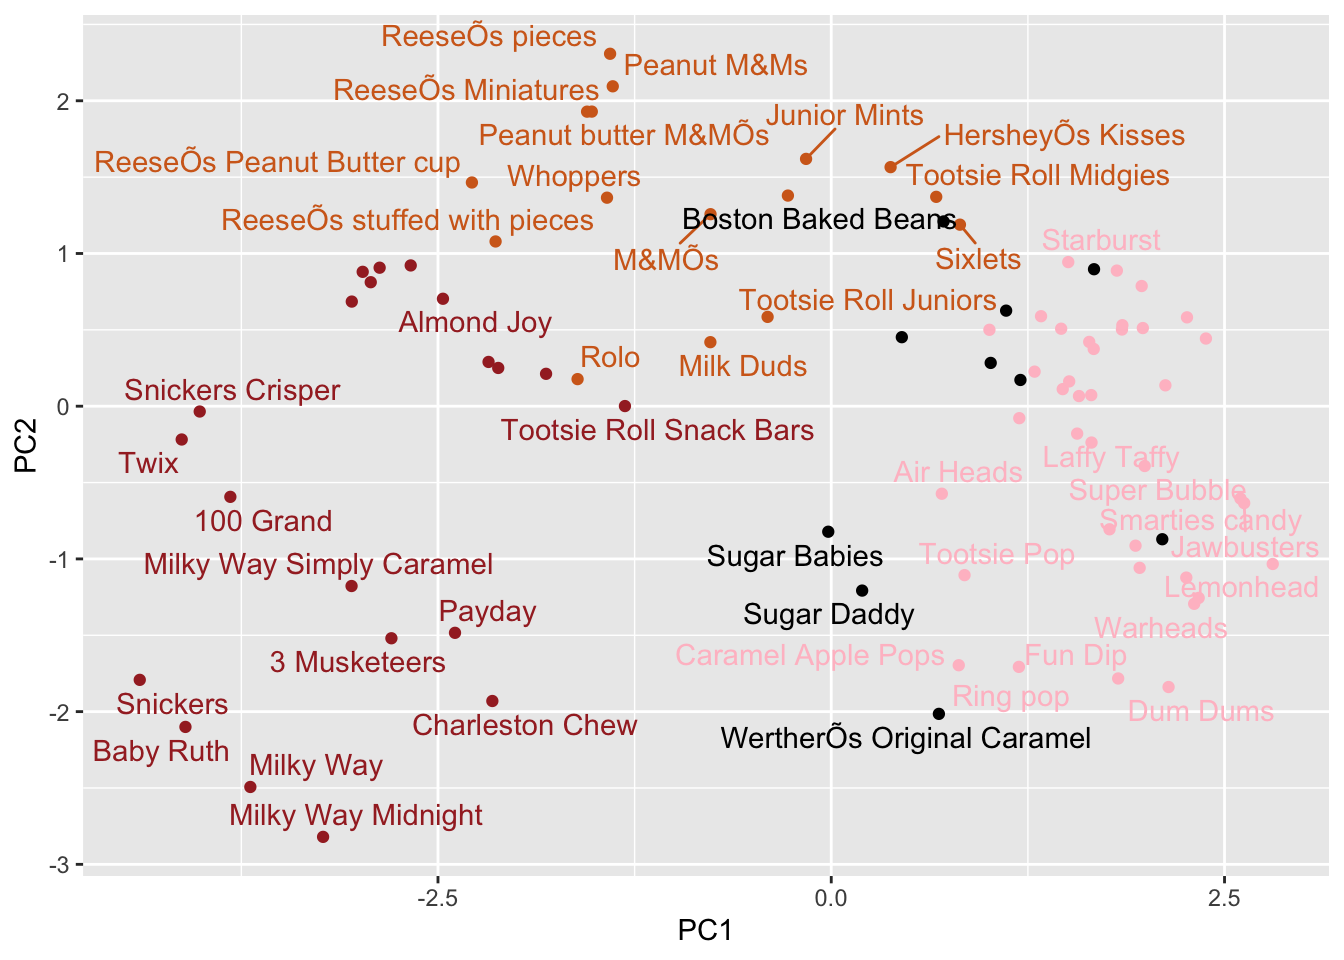 ReeseÕs pieces
Peanut M&Ms
ReeseÕs Miniatures
Junior Mints
Peanut butter M&MÕs
HersheyÕs Kisses
ReeseÕs Peanut Butter cup
Whoppers
Tootsie Roll Midgies
ReeseÕs stuffed with pieces
Boston Baked Beans
Starburst
M&MÕs
Sixlets
Tootsie Roll Juniors
Almond Joy
Rolo
Milk Duds
Snickers Crisper
Tootsie Roll Snack Bars
Twix
Laffy Taffy
Air Heads
Super Bubble
100 Grand
Smarties candy
Jawbusters
Milky Way Simply Caramel
Sugar Babies
Tootsie Pop
Lemonhead
Payday
Sugar Daddy
Warheads
3 Musketeers
Caramel Apple Pops
Fun Dip
Snickers
Ring pop
Charleston Chew
Dum Dums
WertherÕs Original Caramel
Baby Ruth
Milky Way
Milky Way Midnight
2
1
0
-1
-2
-3
PC2
-2.5
0.0
2.5
PC1